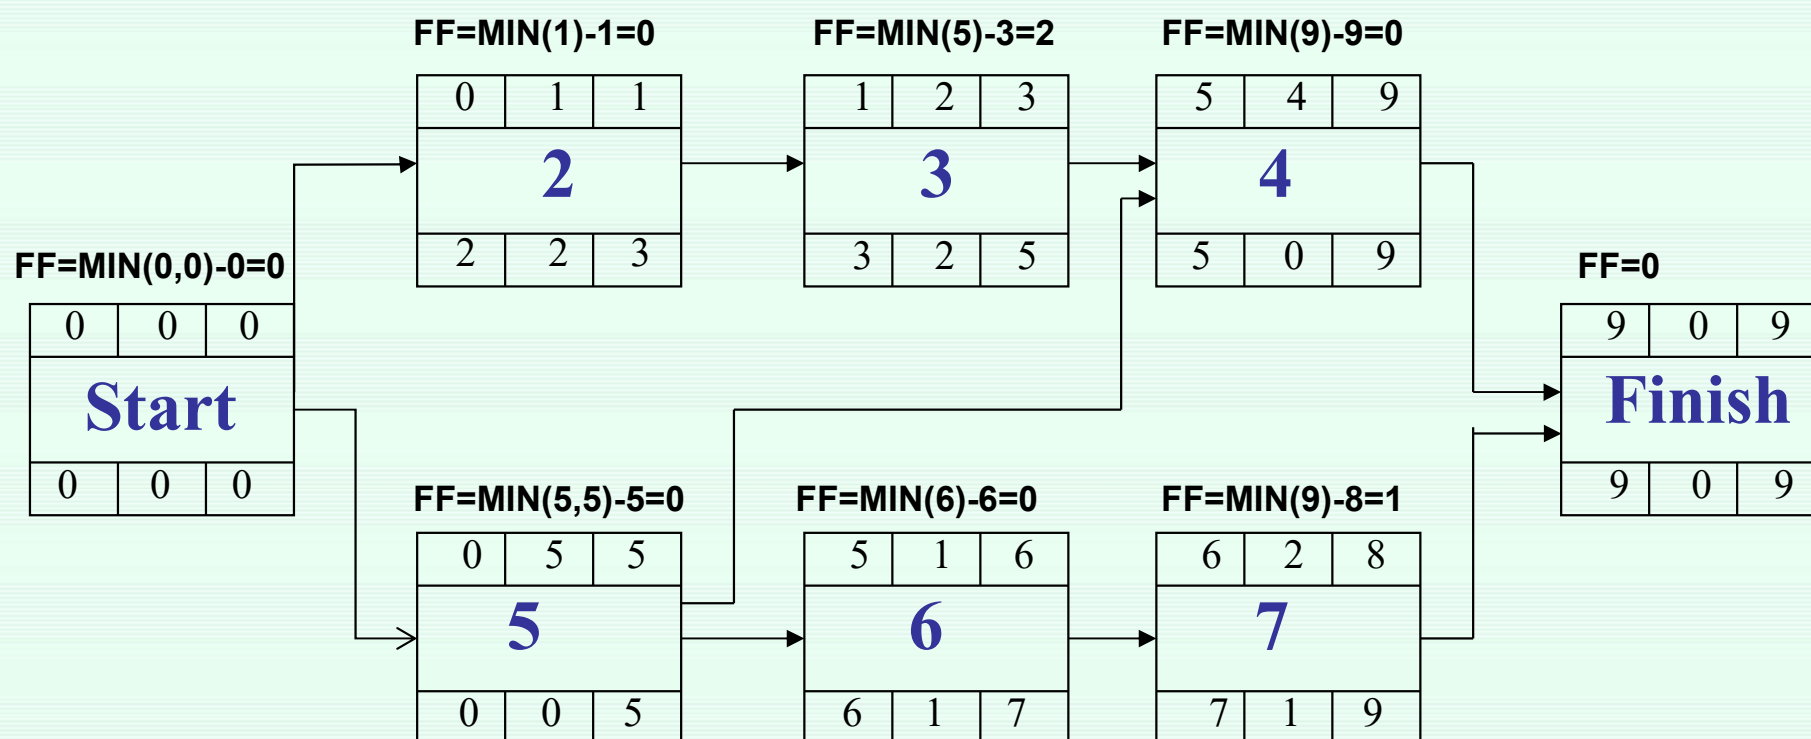 FF=MIN(1)-1=0 FF=MIN(5)-3=2 FF=MIN(9)-9=0
0 1 1 1 2 3 5 4 9
2 3 4
2 2 3 3 2 5 5 0 9
FF=MIN(0,0)-0=0 FF=0
0 0 0 9 0 9
Start Finish
0 0 0 9 0 9
FF=MIN(5,5)-5=0 FF=MIN(6)-6=0 FF=MIN(9)-8=1
0 5 5 5 1 6 6 2 8
5 6 7
0 0 5 6 1 7 7 1 9